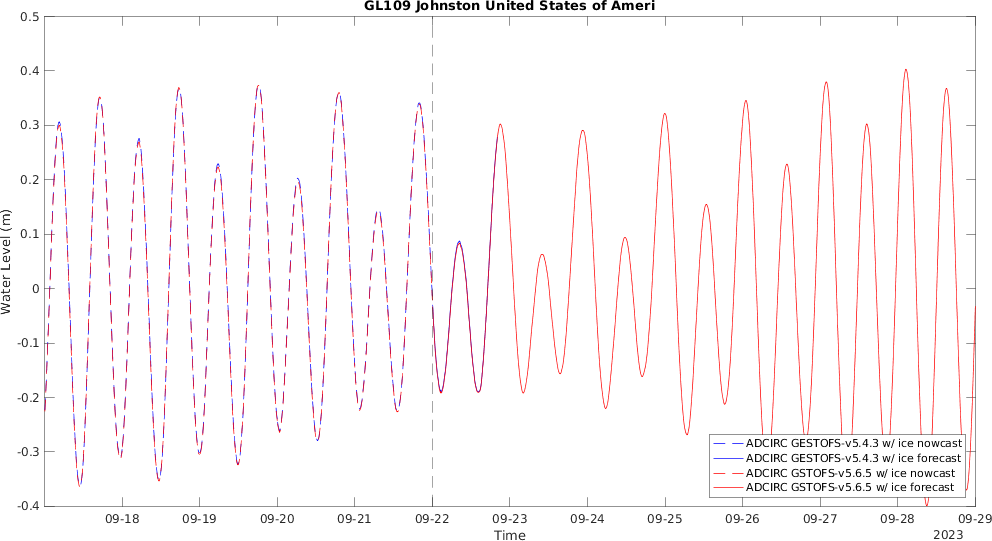 GL109 Johnston United States of Ameri
0.5
0.4
0.3
0.2
0.1
0
-0.1
-0.2
-0.3
-0.4
Water Level (m)
ADCIRC GESTOFS-v5.4.3 w/ ice nowcast
ADCIRC GESTOFS-v5.4.3 w/ ice forecast
ADCIRC GSTOFS-v5.6.5 w/ ice nowcast
ADCIRC GSTOFS-v5.6.5 w/ ice forecast
09-18 09-19 09-20 09-21 09-22 09-23 09-24 09-25 09-26 09-27 09-28 09-29
Time
2023